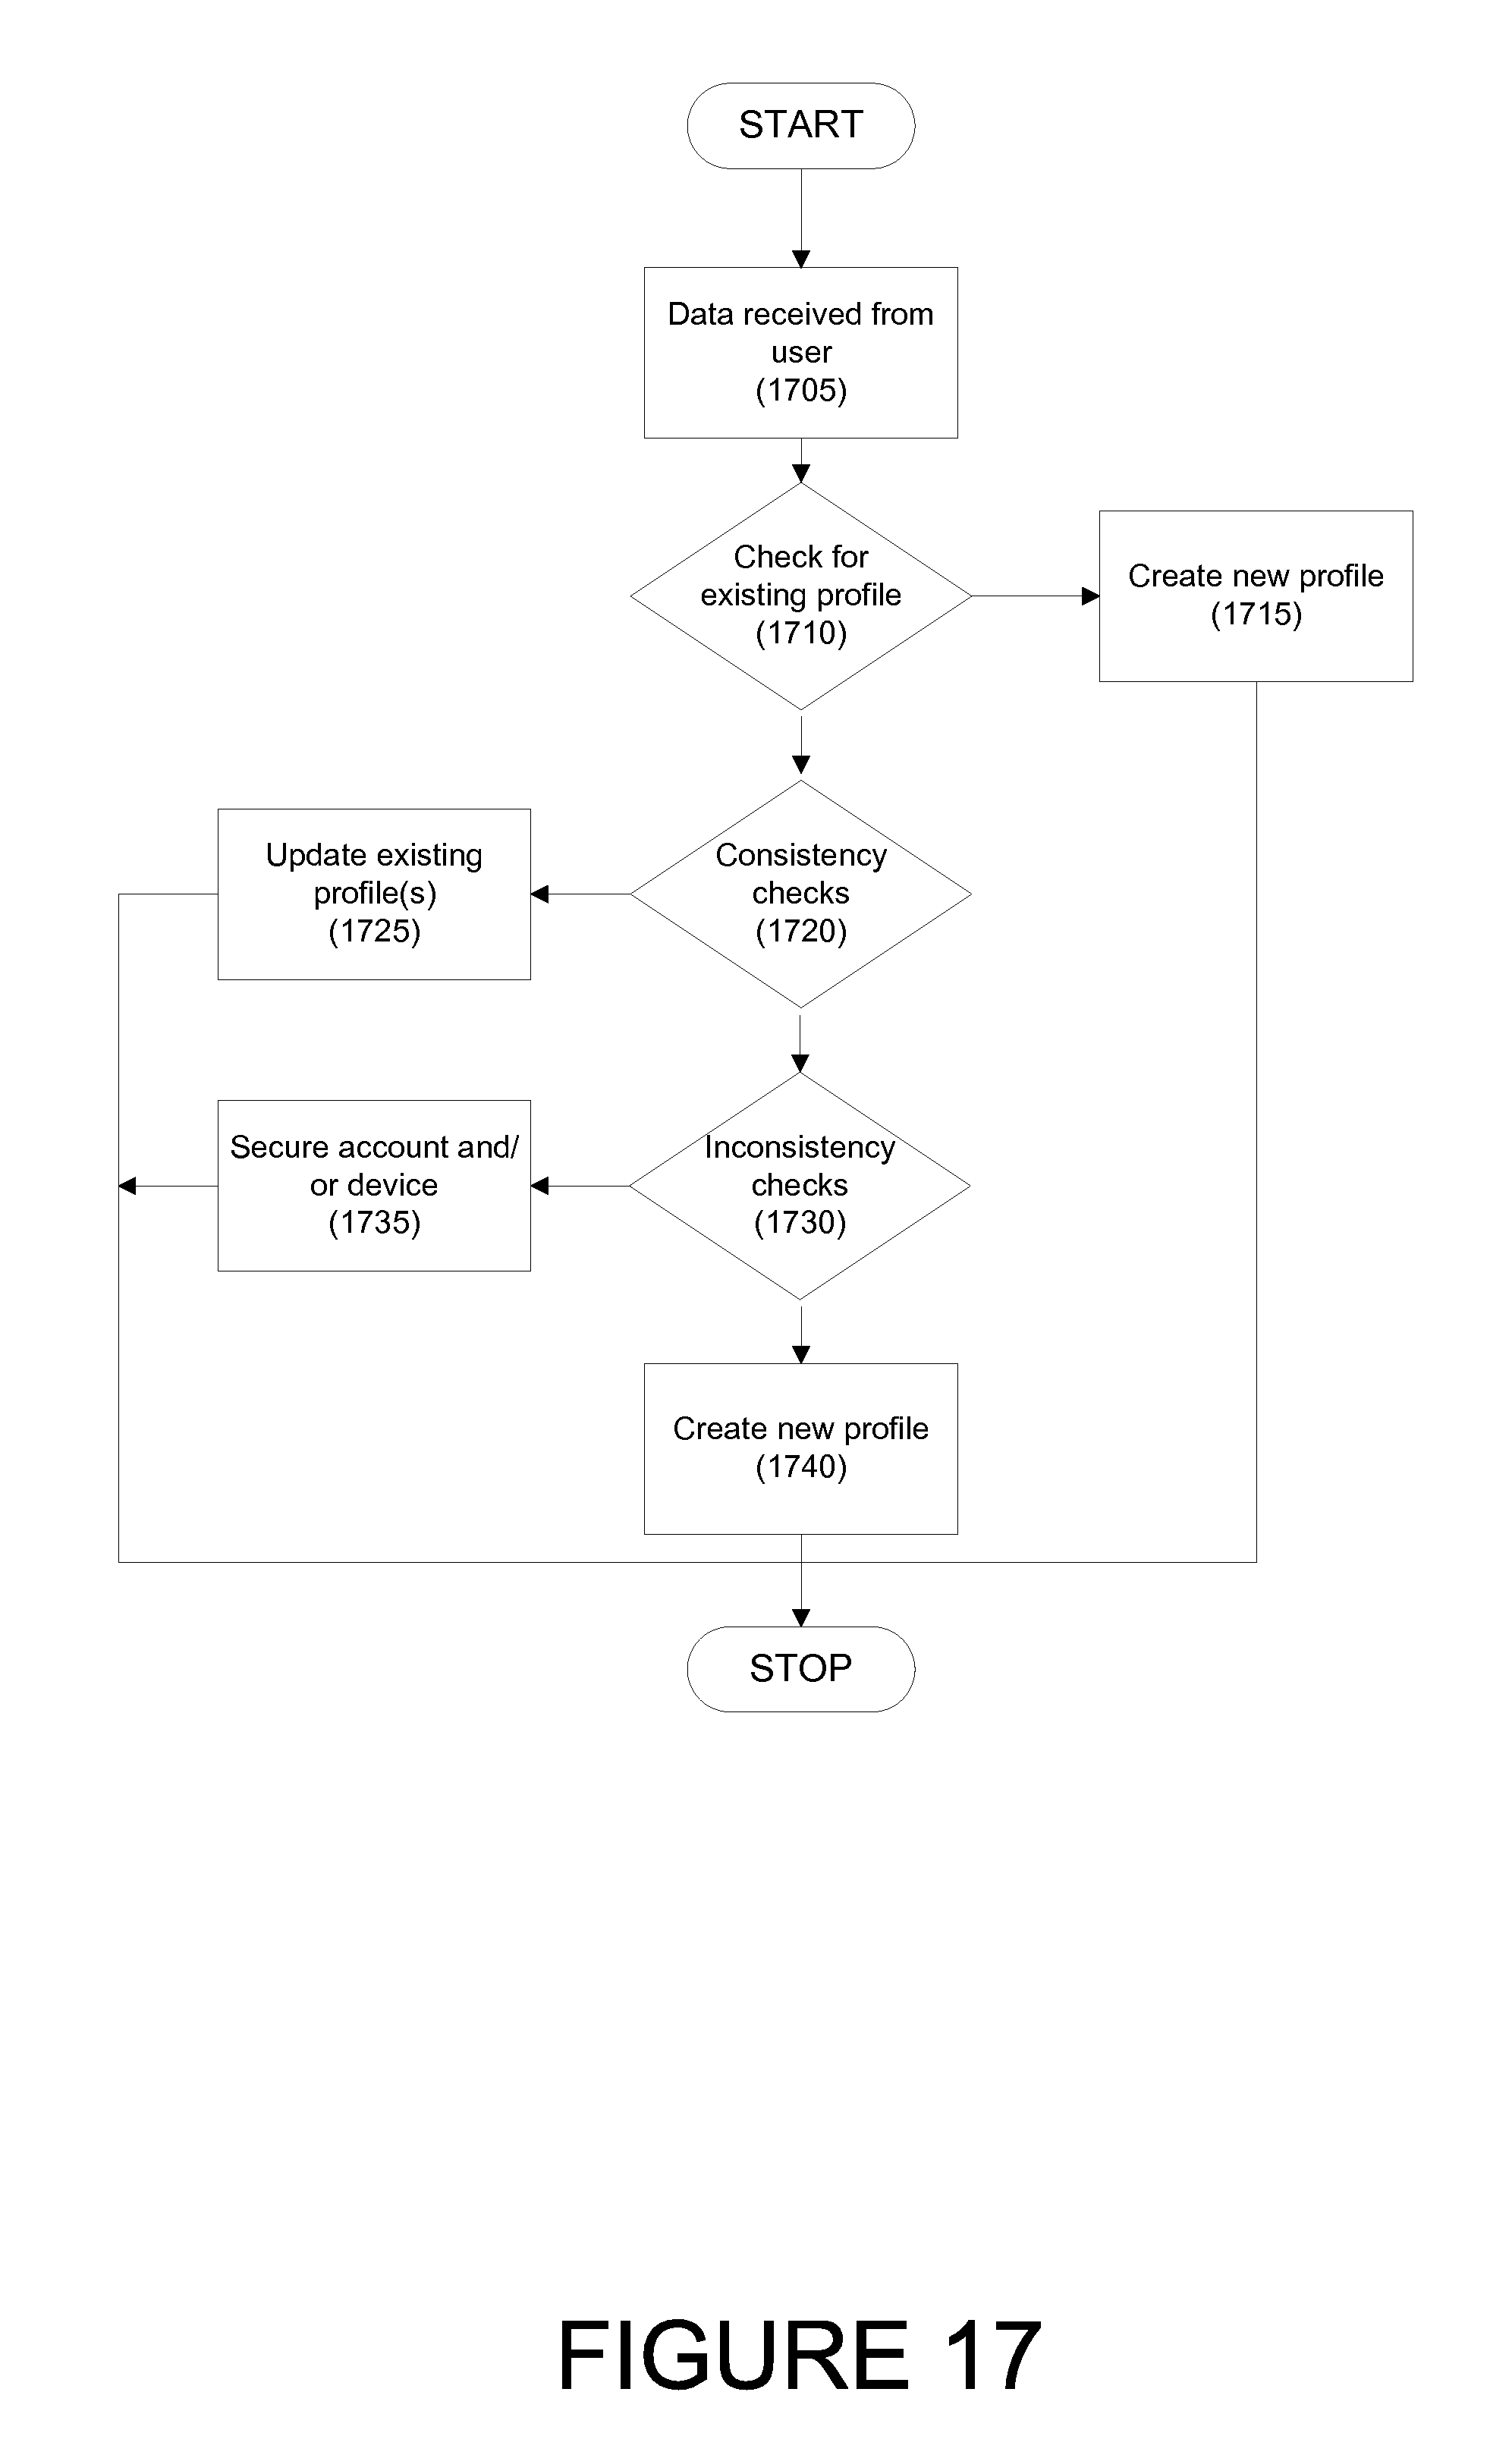 START
Data received from
user
(1705)
Check for
existing profile
(1710)
Create new profile
(1715)
Update existing
profile(s)
(1725)
Consistency
checks
(1720)
Secure account and/
or device
(1735)
Inconsistency
checks
(1730)
Create new profile
(1740)
STOP
FIGURE 17